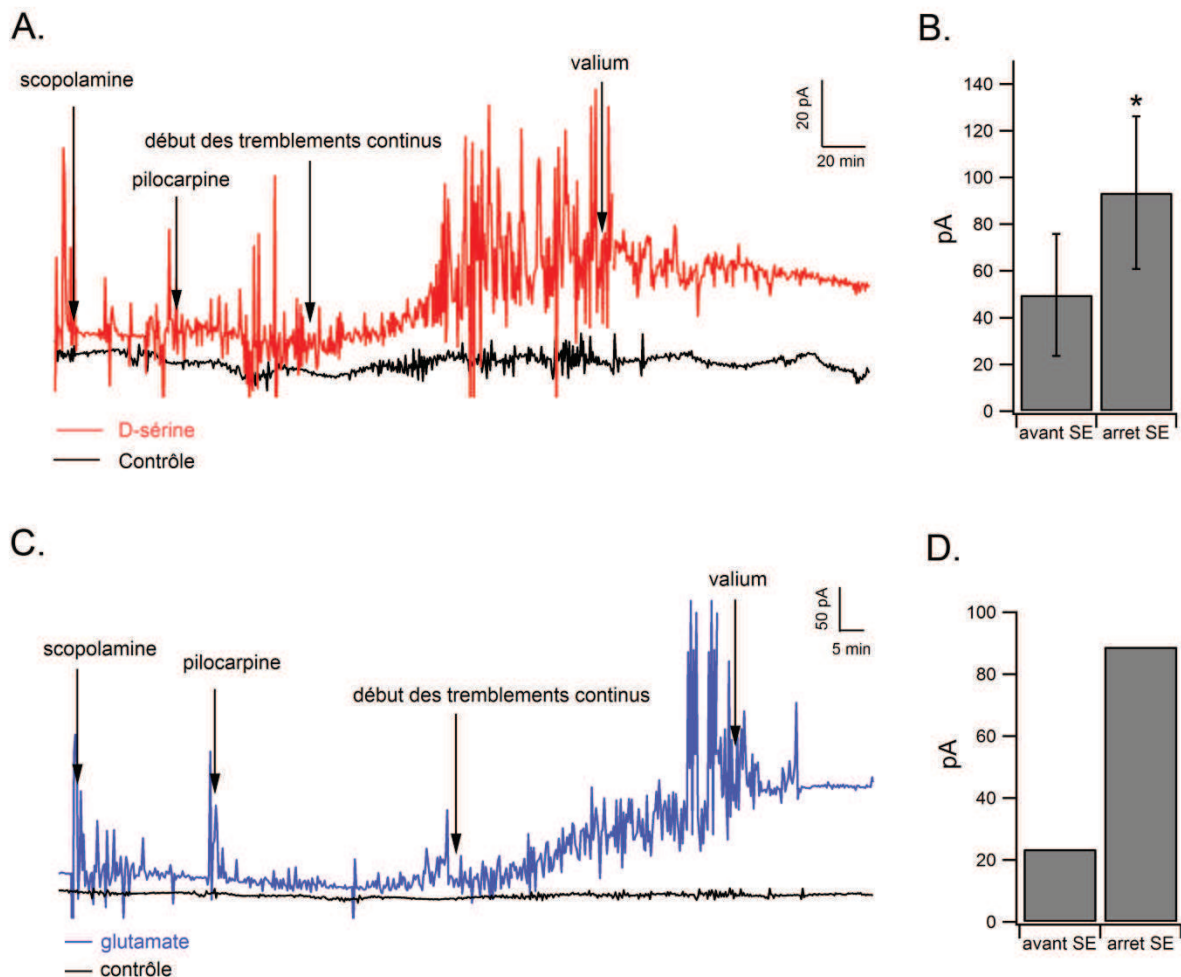 A.
scopolamine
pilocarpine
début des tremblements continus
valium
20 pA
20 min
D-sérine
Contrôle
B.
pA
140
120
100
80
60
40
20
0
*
avant SE
arret SE
C.
scopolamine
pilocarpine
début des tremblements continus
valium
50 pA
5 min
glutamate
contrôle
D.
pA
100
80
60
40
20
0
avant SE
arret SE